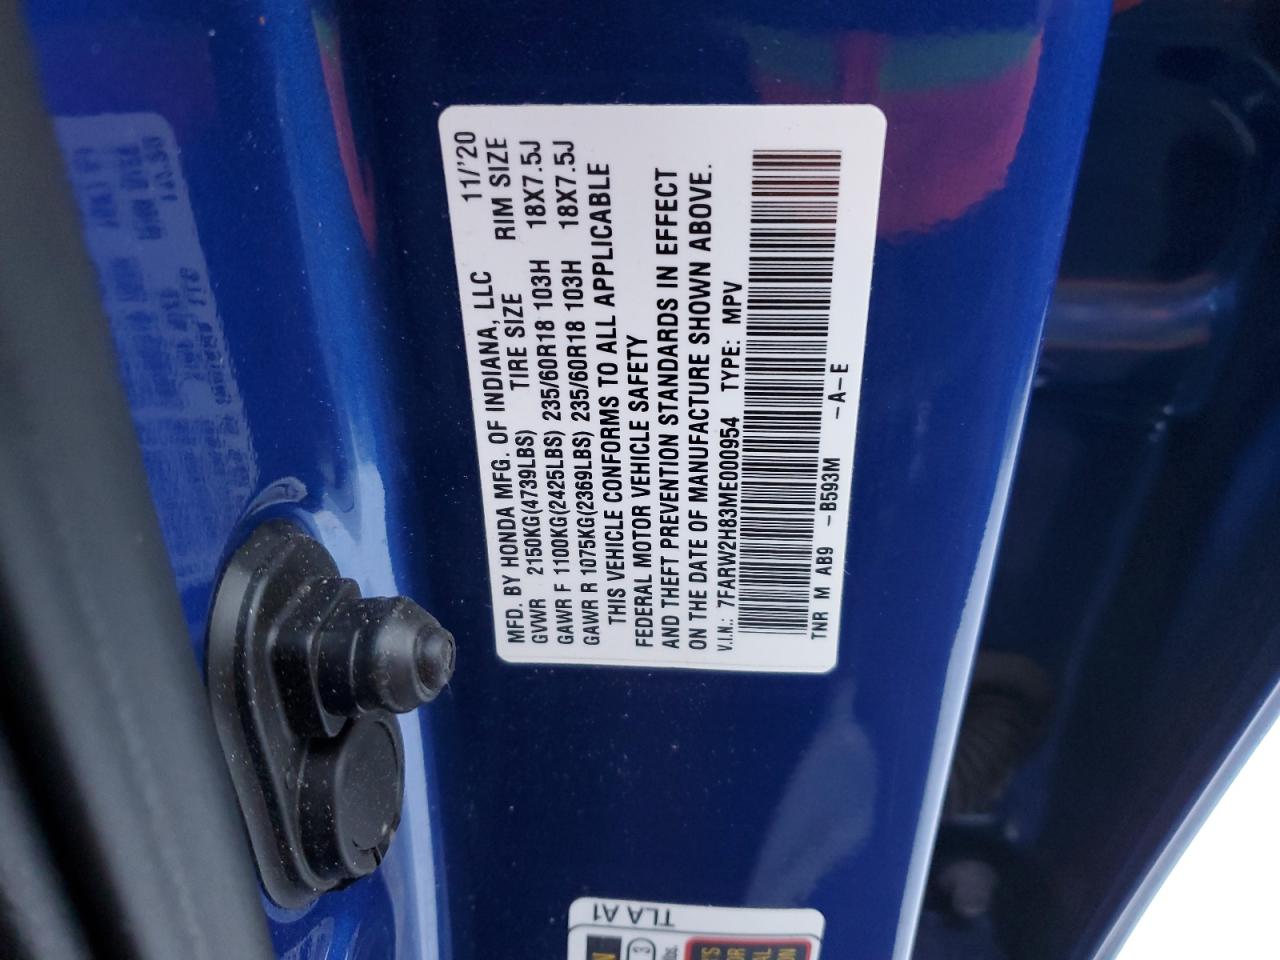 MFD. BY HONDA MFG. OF INDIANA, LLC 11/'20
GVWR 2150KG(4739LBS) TIRE SIZE RIM SIZE
GAWR F 1100KG(2425LBS) 235/60R18 103H 18X7.5J
GAWR R 1075KG(2369LBS) 235/60R18 103H 18X7.5J
THIS VEHICLE CONFORMS TO ALL APPLICABLE
FEDERAL MOTOR VEHICLE SAFETY
AND THEFT PREVENTION STANDARDS IN EFFECT
ON THE DATE OF MANUFACTURE SHOWN ABOVE.
V.I.N.: 7FARW2H83ME000954 TYPE: MPV
TNR M AB9 -B593M -A-E
TLA A1
3